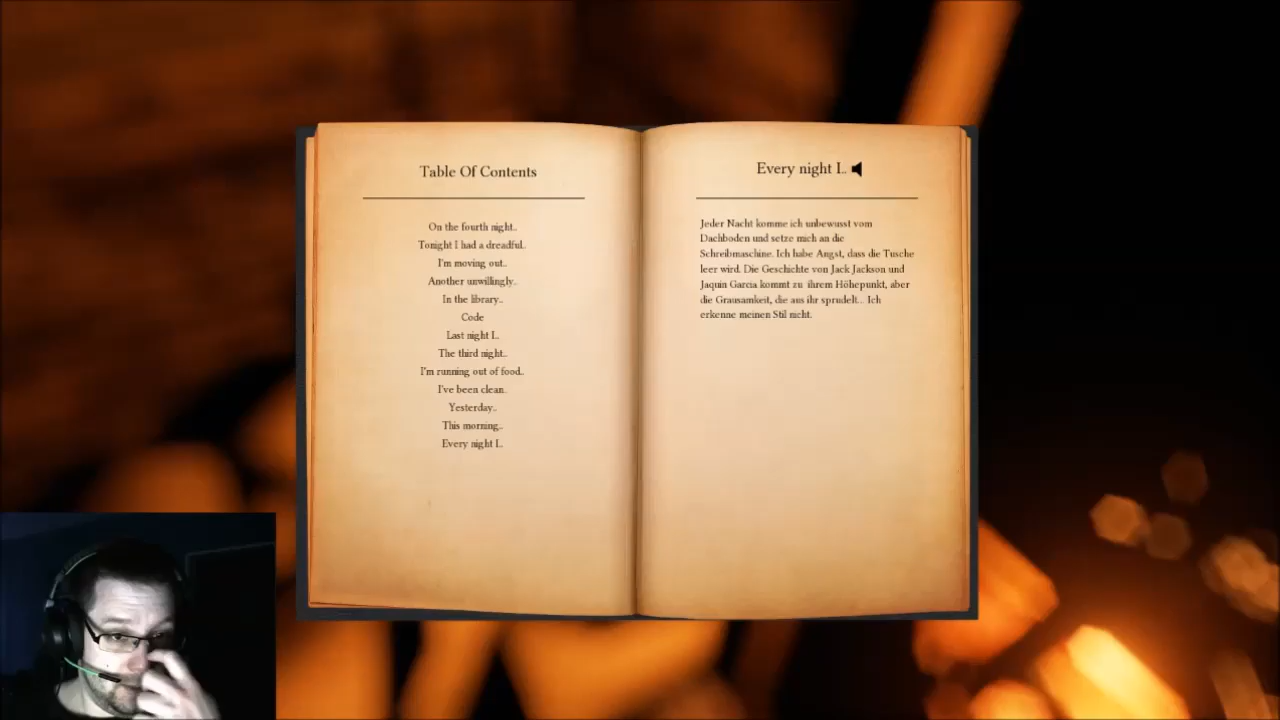 Table Of Contents
On the fourth night..
Tonight I had a dreadful..
I'm moving out..
Another unwillingly..
In the library..
Code
Last night I..
The third night..
I'm running out of food..
I've been clean.
Yesterday..
This morning..
Every night I..
Every night I..
Jeder Nacht komme ich unbewusst vom
Dachboden und setze mich an die
Schreibmaschine. Ich habe Angst, dass die Tusche
leer wird. Die Geschichte von Jack Jackson und
Jaquin Garcia kommt zu ihrem Höhepunkt, aber
die Grausamkeit, die aus ihr sprudelt... Ich
erkenne meinen Stil nicht.